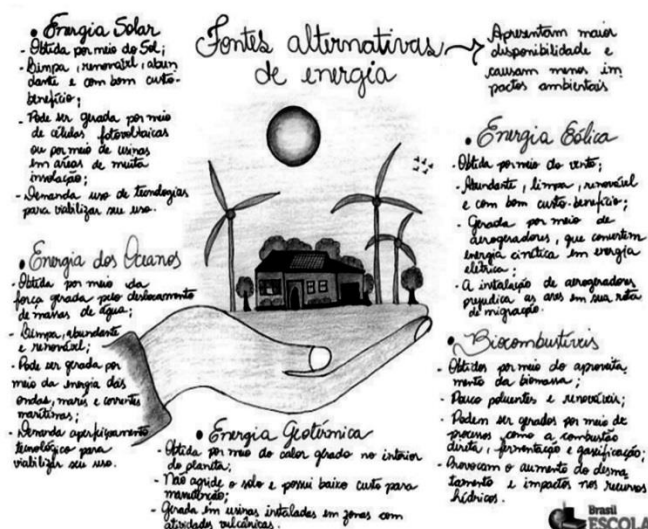 Fontes alternativas
de energia
Apresentam maior
disponibilidade e
causam menos im
pactos ambientais
• Energia Solar
- Obtida por meio do Sol;
- Limpa, renovável, abun
dante e com bom custo-
benefício;
- Pode ser gerada por meio
de células fotovoltaicas
ou por meio de usinas
em áreas de muita
insolação;
- Demanda uso de tecnologias
para viabilizar seu uso.
• Energia Eólica
- Obtida por meio do vento;
- Abundante, limpa, renovável
e com bom custo-benefício;
- Gerada por meio de
aerogeradores, que convertem
energia cinética em energia
elétrica;
- A instalação de aerogeradores
prejudica as aves em sua rota
de migração.
• Energia dos Oceanos
- Obtida por meio da
força gerada pelo deslocamento
de massas de água;
- Limpa, abundante
e renovável;
- Pode ser gerada por
meio da energia das
ondas, marés e correntes
marítimas;
- Demanda aperfeiçoamento
tecnológico para
viabilizar seu uso.
• Biocombustíveis
- Obtidos por meio do aproveita
mento da biomassa;
- Pouco poluentes e renováveis;
- Podem ser gerados por meio de
processos como a combustão
direta, fermentação e gaseificação;
- Provocam o aumento do desma
tamento e impactos nos recursos
hídricos.
• Energia Geotérmica
- Obtida por meio do calor gerado no interior
do planeta;
- Não agride o solo e possui baixo custo para
manutenção;
- Gerada em usinas instaladas em zonas com
atividades vulcânicas.
Brasil
ESCOLA